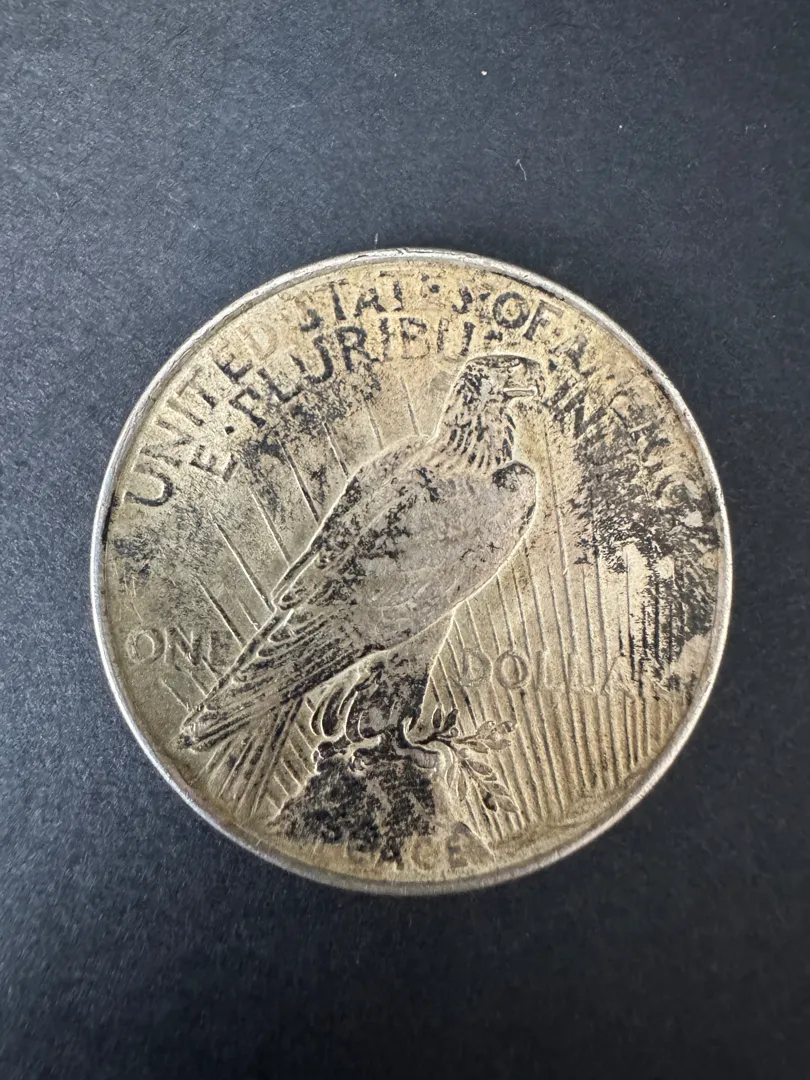 UNITED·STATES·OF·AMERICA
E·PLURIBUS UNUM
ONE DOLLAR
PEACE